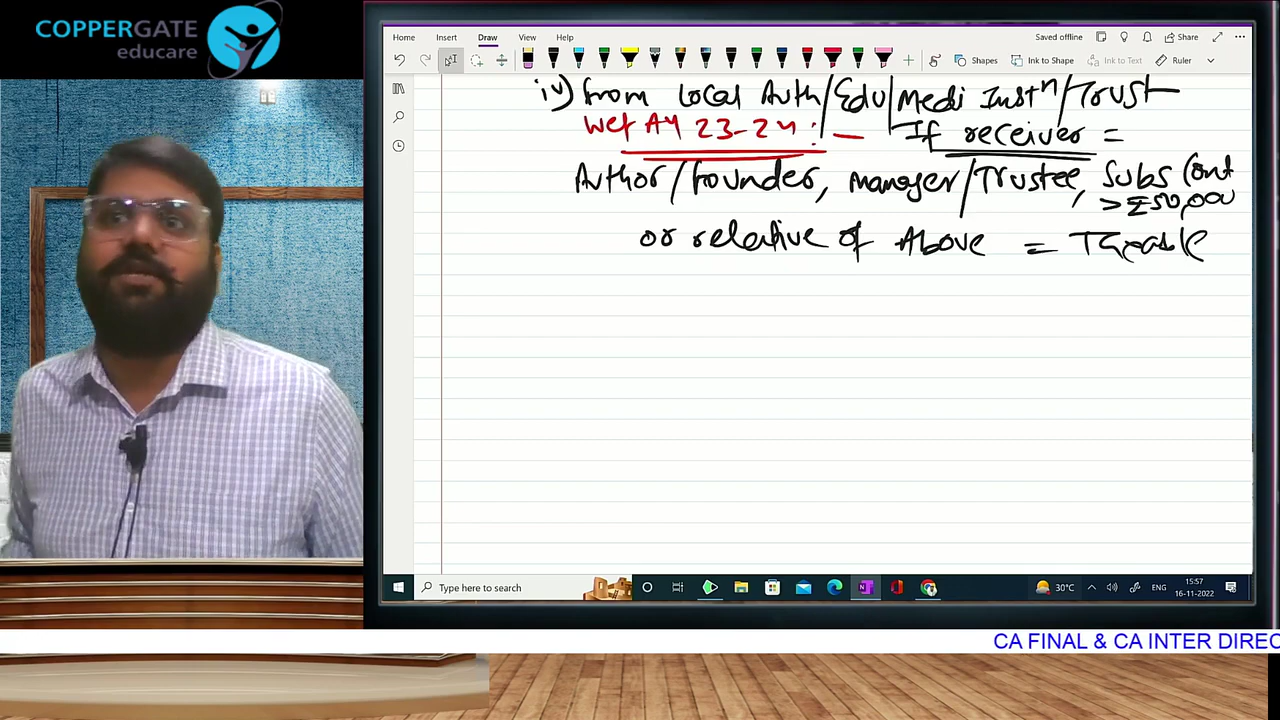 COPPERGATE
educare
Home Insert Draw View Help
Saved offline
Share
Shapes
Ink to Shape
Ink to Text
Ruler
iv) from Local Auth/Edu/Medi Instn/Trust
Wef AY 23-24 : — If receiver =
Author/founder, manager/Trustee, Subs Cont
> ₹50,000
or relative of Above = Taxable
Type here to search
30°C
ENG
15:57
16-11-2022
CA FINAL & CA INTER DIREC